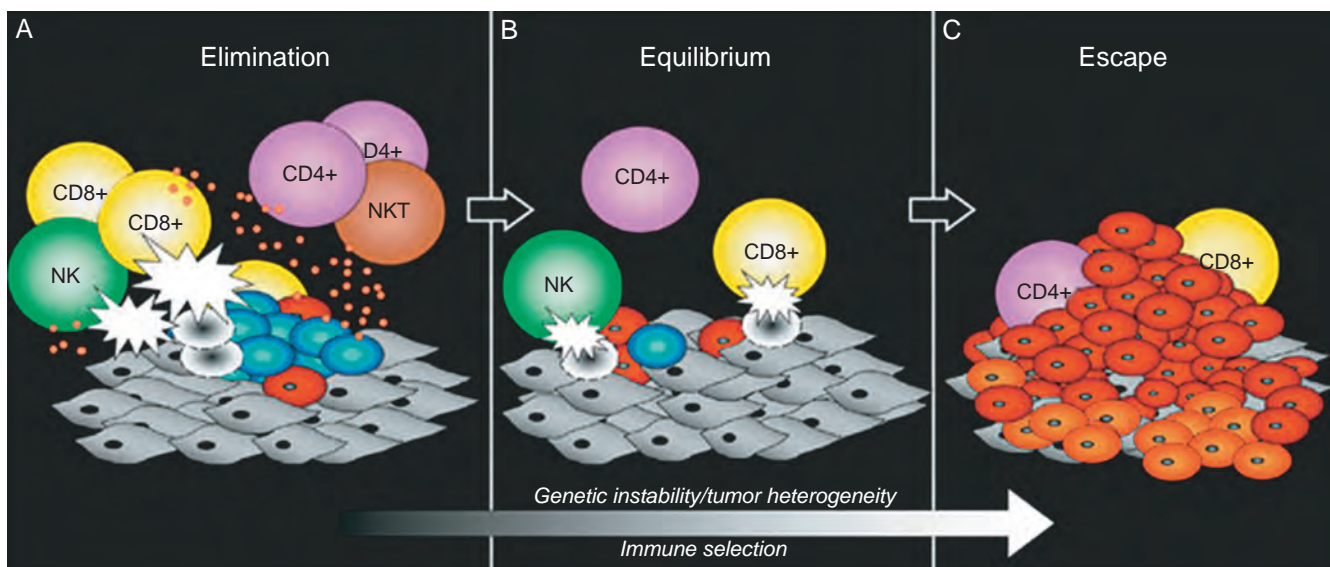 A
Elimination
CD8+
CD8+
NK
CD4+
D4+
NKT
B
Equilibrium
CD4+
NK
CD8+
C
Escape
CD4+
CD8+
Genetic instability/tumor heterogeneity
Immune selection